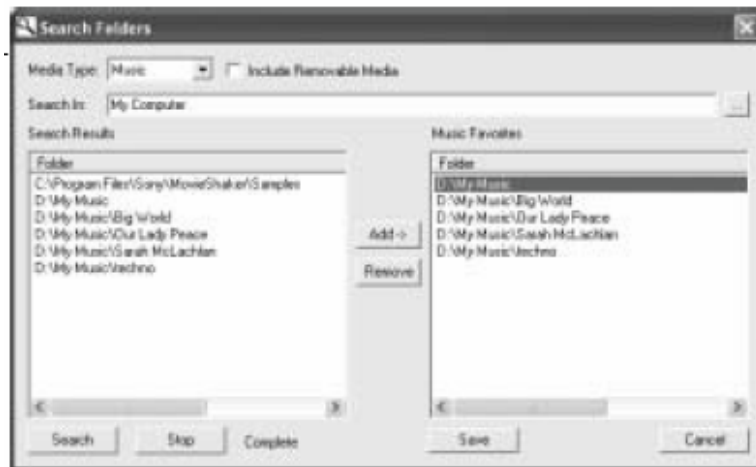 Search Folders
Media Type: Music Include Removable Media
Search In: My Computer ...
Search Results Music Favorites
Folder
C:\Program Files\Sony\MovieShaker\Samples
D:\My Music
D:\My Music\Big World
D:\My Music\Our Lady Peace
D:\My Music\Sarah McLachlan
D:\My Music\techno
Add ->
Remove
Folder
D:\My Music
D:\My Music\Big World
D:\My Music\Our Lady Peace
D:\My Music\Sarah McLachlan
D:\My Music\techno
Search Stop Complete Save Cancel